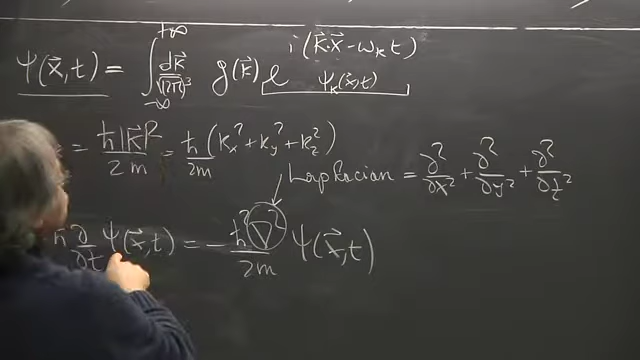 ψ(x⃗,t) = ∫_{-∞}^{+∞} dk⃗/(√(2π))³ g(k⃗) e^{i(k⃗·x⃗-ω_k t)}
ψ_k(x⃗,t)
= ħ|k⃗|²/2m = ħ/2m (k_x² + k_y² + k_z²)
Laplacian = ∂²/∂x² + ∂²/∂y² + ∂²/∂z²
ħ ∂/∂t ψ(x⃗,t) = - ħ²∇²/2m ψ(x⃗,t)